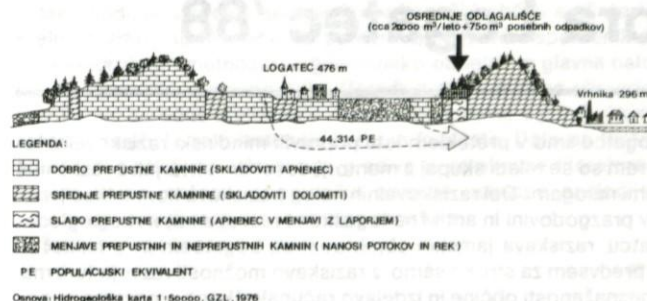 OSREDNJE ODLAGALIŠČE
(cca 20000 m³/leto + 750 m³ posebnih odpadkov)
LOGATEC 476 m
Vrhnika 296 m
44.314 PE
LEGENDA:
DOBRO PREPUSTNE KAMNINE (SKLADOVITI APNENEC)
SREDNJE PREPUSTNE KAMNINE (SKLADOVITI DOLOMITI)
SLABO PREPUSTNE KAMNINE (APNENEC V MENJAVI Z LAPORJEM)
MENJAVE PREPUSTNIH IN NEPREPUSTNIH KAMNIN ( NANOSI POTOKOV IN REK )
PE POPULACIJSKI EKVIVALENT
Osnova: Hidrogeološka karta 1:50000, GZL, 1976